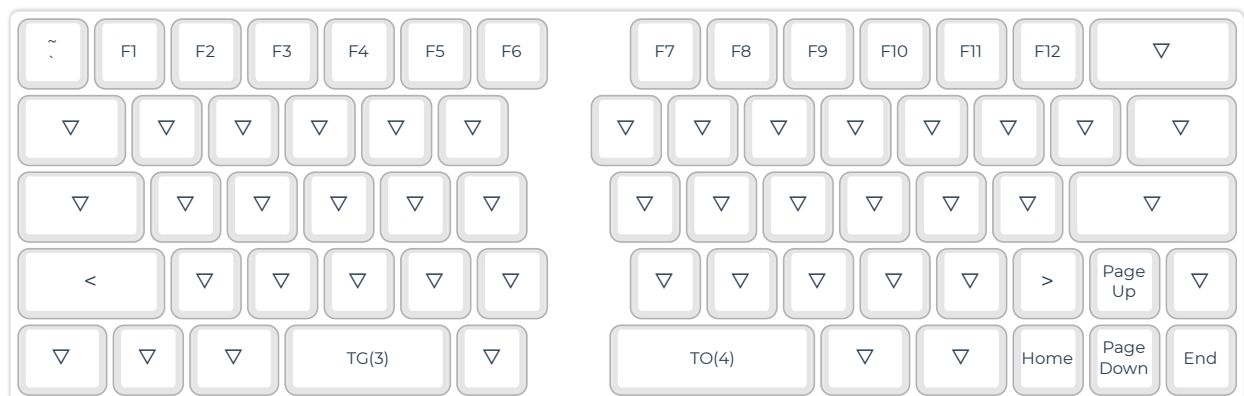 ~
` F1 F2 F3 F4 F5 F6 F7 F8 F9 F10 F11 F12 ▽
▽ ▽ ▽ ▽ ▽ ▽ ▽ ▽ ▽ ▽ ▽ ▽ ▽ ▽
▽ ▽ ▽ ▽ ▽ ▽ ▽ ▽ ▽ ▽ ▽ ▽ ▽
< ▽ ▽ ▽ ▽ ▽ ▽ ▽ ▽ ▽ ▽ > Page
Up ▽
▽ ▽ ▽ TG(3) ▽ TO(4) ▽ ▽ Home Page
Down End